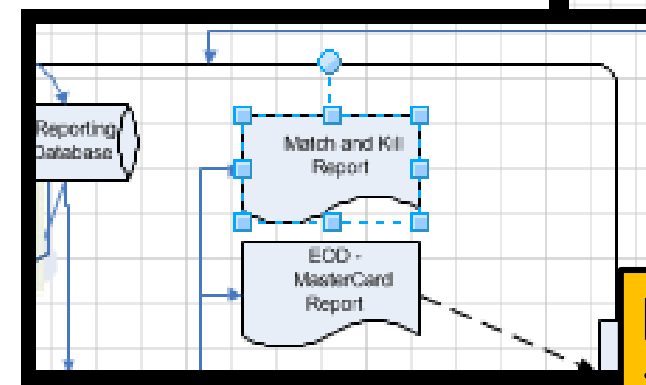 Reporting
Database
Match and Kill
Report
EOD -
MasterCard
Report